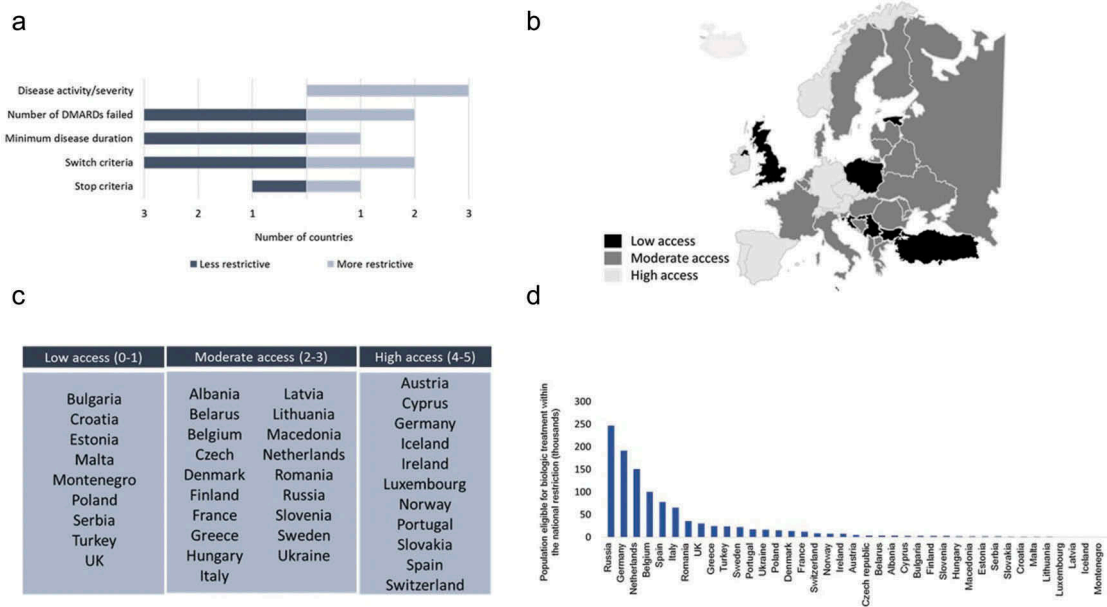 a
Disease activity/severity
Number of DMARDs failed
Minimum disease duration
Switch criteria
Stop criteria
3 2 1 1 2 3
Number of countries
Less restrictive More restrictive
b
Low access
Moderate access
High access
c
Low access (0-1) Moderate access (2-3) High access (4-5)
Bulgaria
Croatia
Estonia
Malta
Montenegro
Poland
Serbia
Turkey
UK
Albania
Belarus
Belgium
Czech
Denmark
Finland
France
Greece
Hungary
Italy
Latvia
Lithuania
Macedonia
Netherlands
Romania
Russia
Slovenia
Sweden
Ukraine
Austria
Cyprus
Germany
Iceland
Ireland
Luxembourg
Norway
Portugal
Slovakia
Spain
Switzerland
d
Population eligible for biologic treatment within
the national restriction (thousands)
300
250
200
150
100
50
0
Russia
Germany
Netherlands
Belgium
Spain
Italy
Romania
UK
Greece
Turkey
Sweden
Portugal
Ukraine
Poland
Denmark
France
Switzerland
Norway
Ireland
Austria
Czech republic
Belarus
Albania
Cyprus
Bulgaria
Finland
Slovenia
Hungary
Macedonia
Estonia
Serbia
Slovakia
Croatia
Malta
Lithuania
Luxembourg
Latvia
Iceland
Montenegro